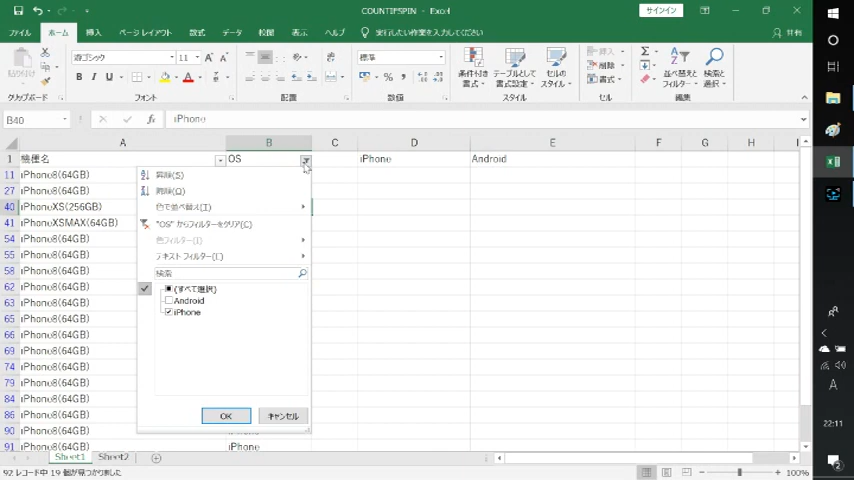 COUNTIFSPIN - Excel
サインイン
ファイル ホーム 挿入 ページ レイアウト 数式 データ 校閲 表示 ヘルプ 実行したい作業を入力してください 共有
貼り付け
游ゴシック 11 A A
標準
条件付き書式 テーブルとして書式設定 セルのスタイル
挿入
削除
書式
並べ替えとフィルター 検索と選択
B I U
クリップボード フォント 配置 数値 スタイル セル 編集
B40 fx iPhone
A B C D E F G H I
1 機種名 OS iPhone Android
11 iPhone8(64GB)
27 iPhone8(64GB)
40 iPhoneXS(256GB)
41 iPhoneXSMAX(64GB)
54 iPhone8(64GB)
55 iPhone8(64GB)
58 iPhone8(64GB)
62 iPhone8(64GB)
63 iPhone8(64GB)
65 iPhone8(64GB)
66 iPhone8(64GB)
69 iPhone8(64GB)
74 iPhone8(64GB)
79 iPhone8(64GB)
84 iPhone8(64GB)
86 iPhone8(64GB)
90 iPhone8(64GB)
91 iPhone8(64GB) iPhone
昇順(S)
降順(O)
色で並べ替え(T)
"OS" からフィルターをクリア(C)
色フィルター(I)
テキスト フィルター(F)
検索
(すべて選択)
Android
iPhone
OK キャンセル
Sheet1 Sheet2
92 レコード中 19 個が見つかりました
100%
A
22:11
2